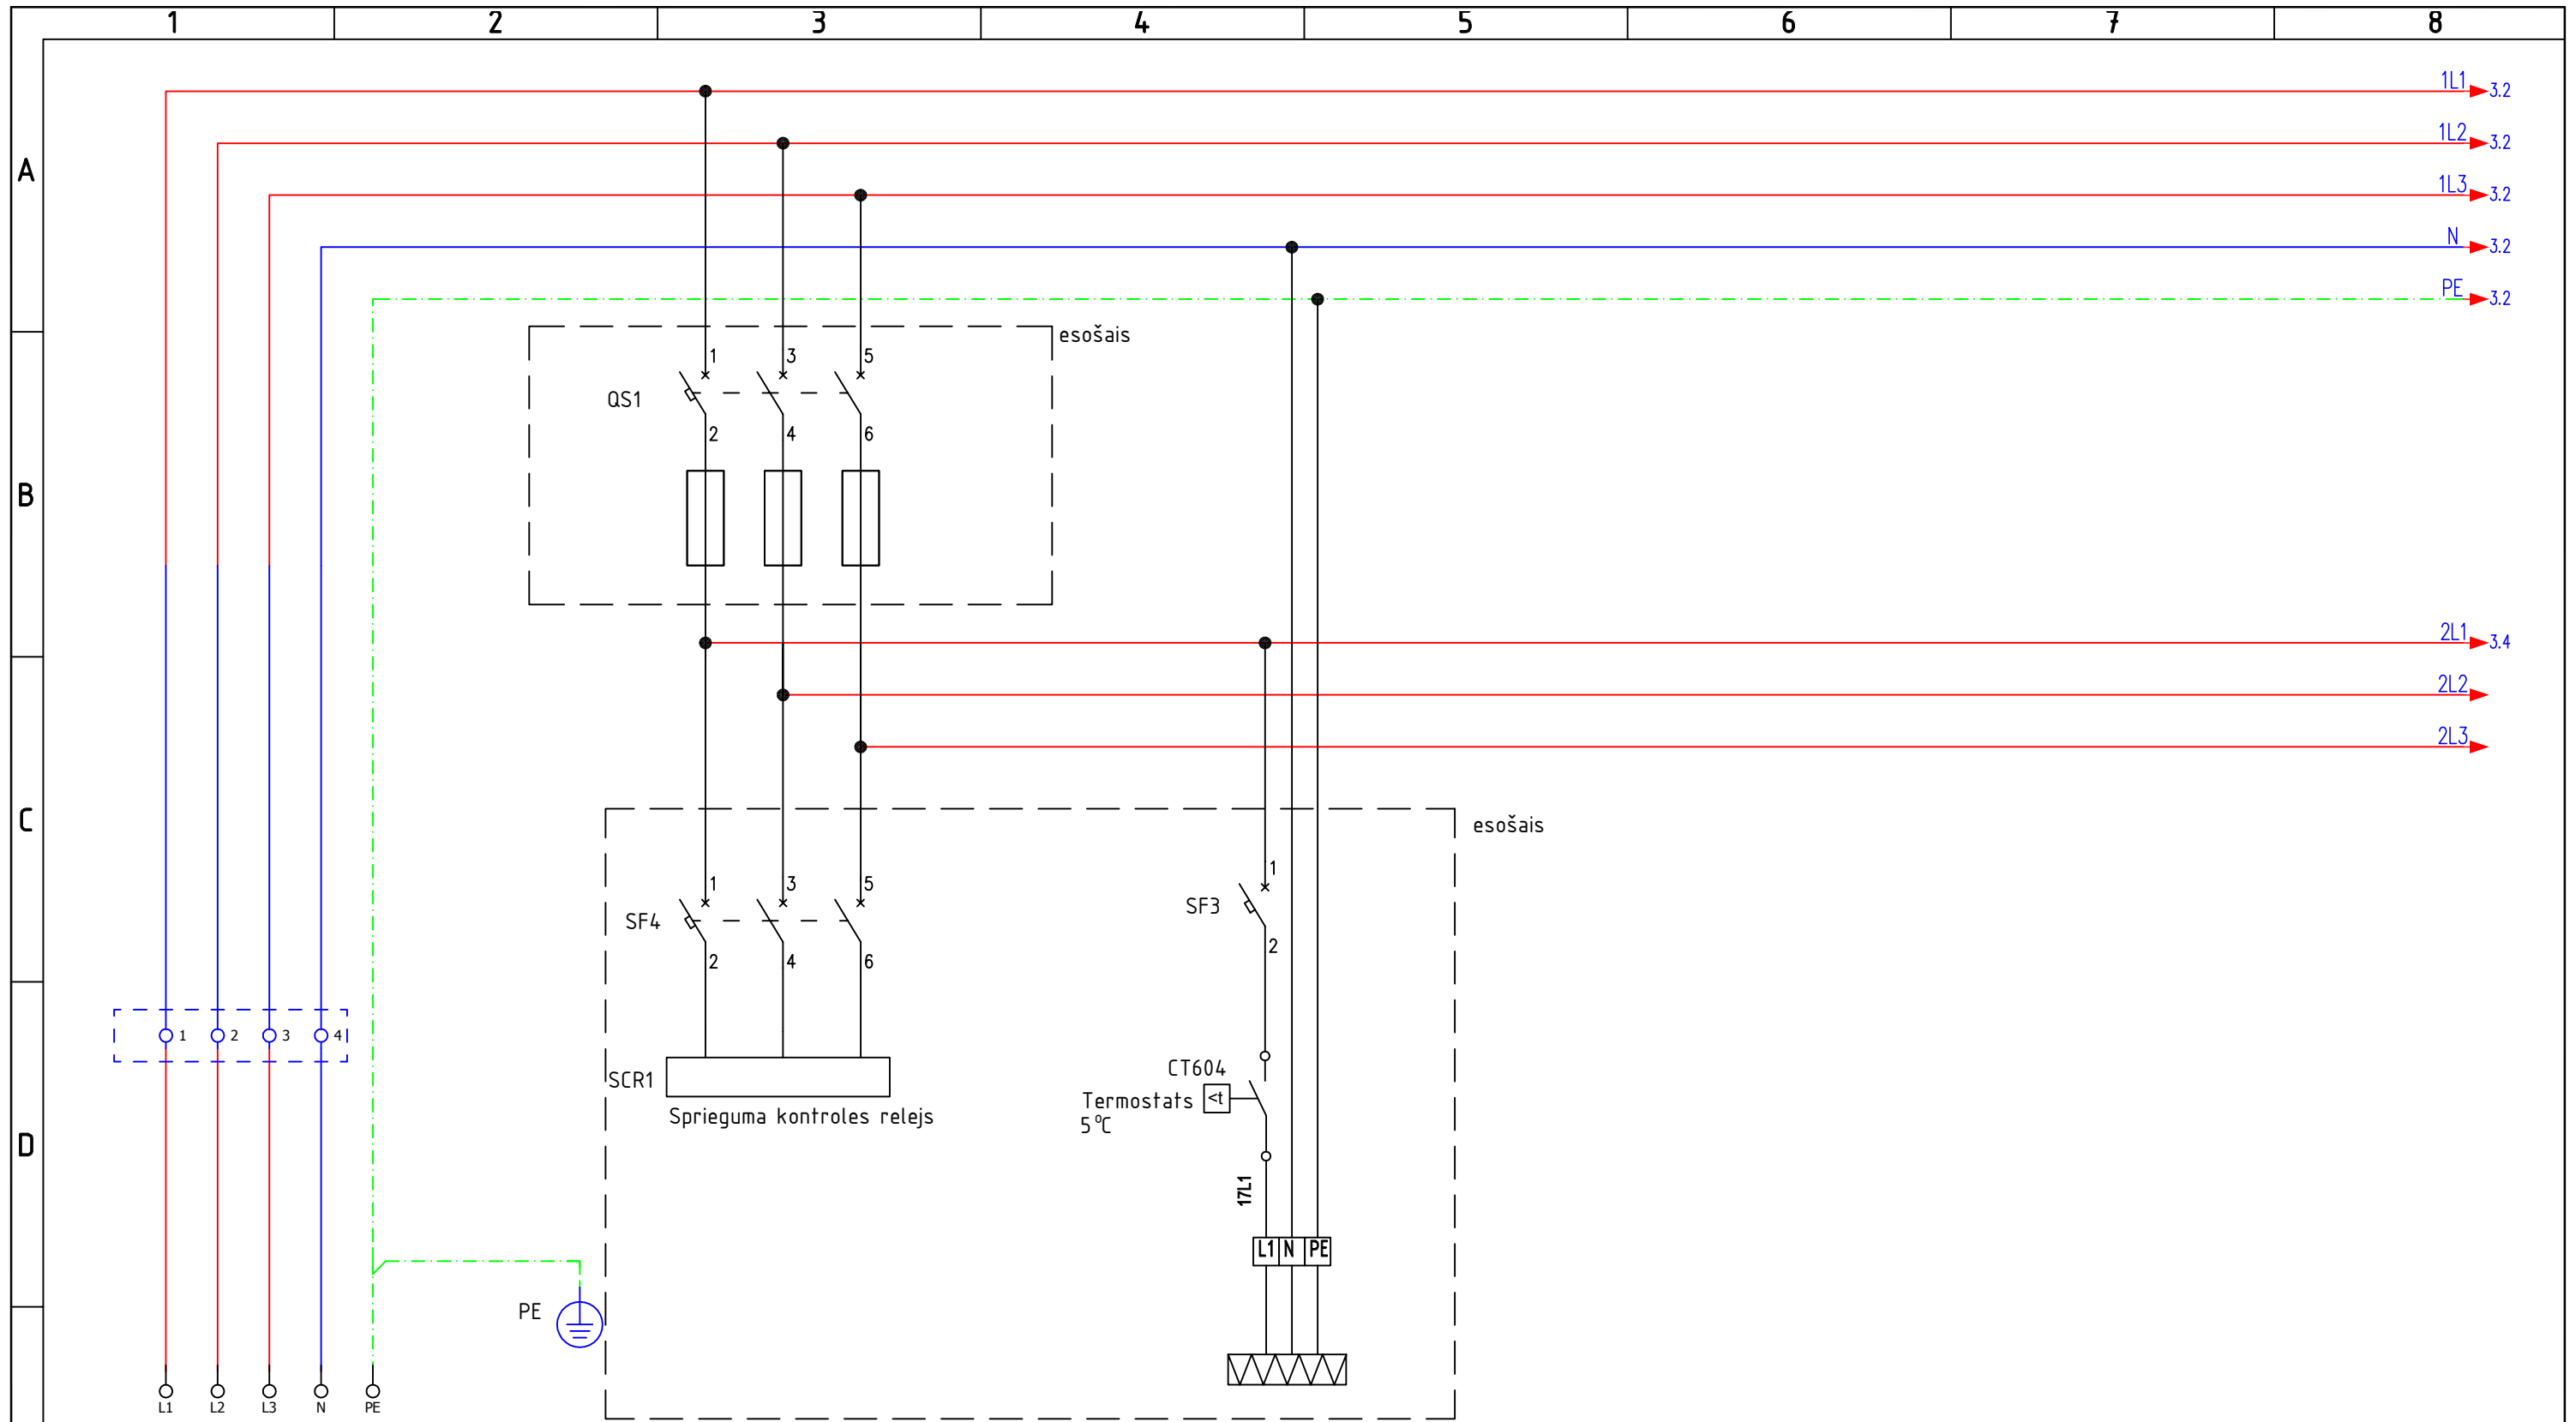 1 2 3 4 5 6 7 8
1L1 3.2
1L2 3.2
A
1L3 3.2
N 3.2
PE 3.2
esošais
1 3 5
QS1
2 4 6
B
2L1 3.4
2L2
2L3
C
esošais
1 3 5
1
SF4
SF3
2 4 6
2
1 2 3 4
SCR1
CT604
Sprieguma kontroles relejs
Termostats <t
5°C
D
17L1
L1 N PE
PE
L1 L2 L3 N PE